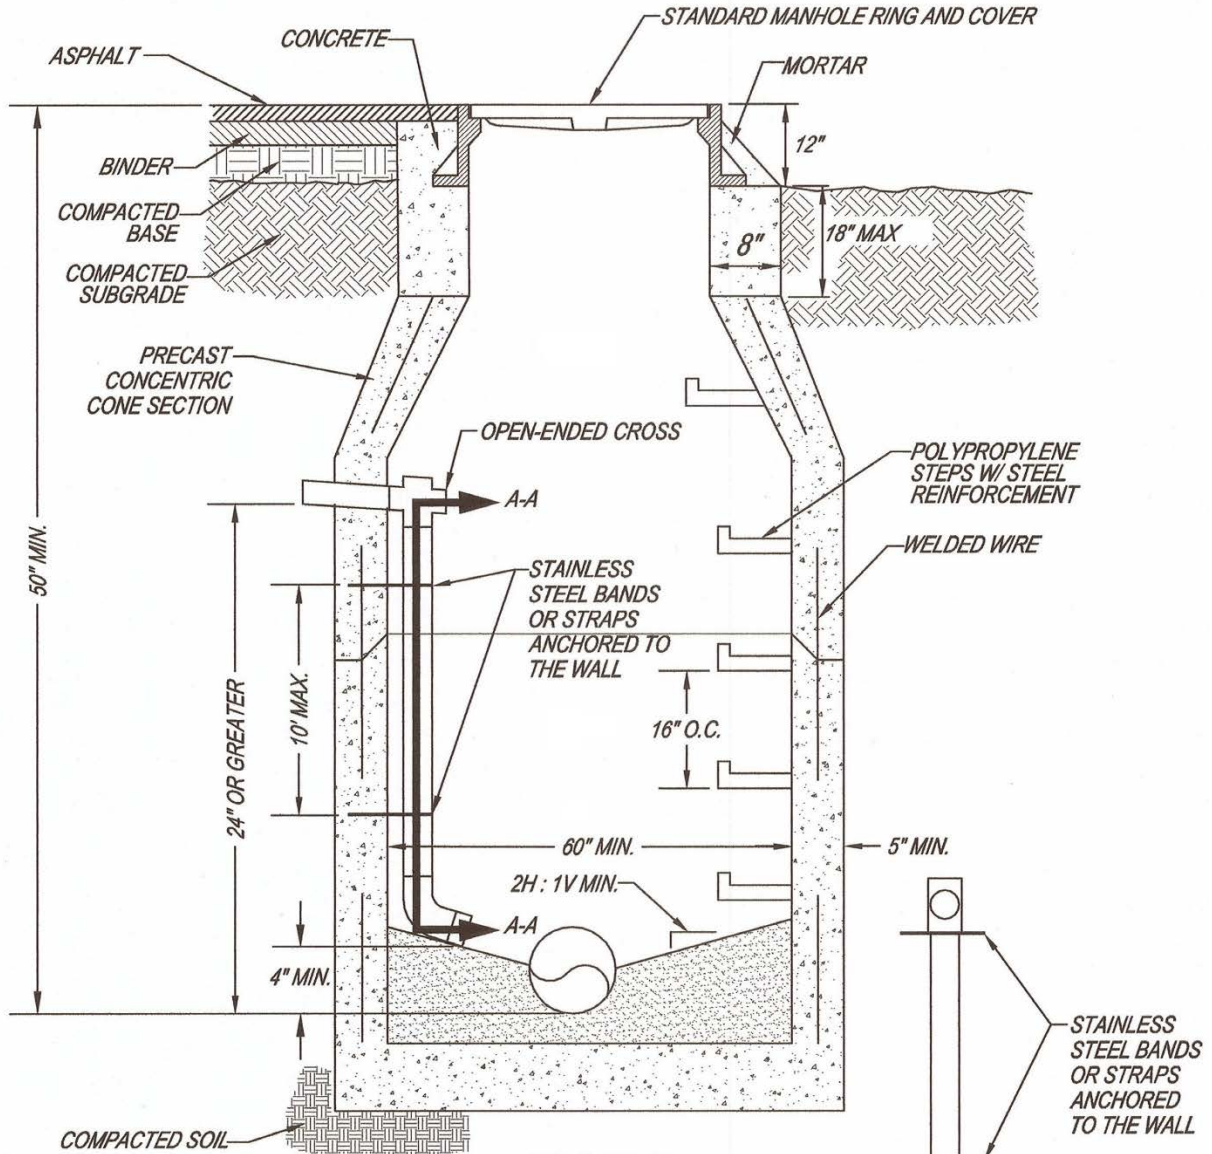 STANDARD MANHOLE RING AND COVER
CONCRETE
ASPHALT
MORTAR
12"
BINDER
COMPACTED
BASE
8"
18" MAX
COMPACTED
SUBGRADE
PRECAST
CONCENTRIC
CONE SECTION
OPEN-ENDED CROSS
POLYPROPYLENE
STEPS W/ STEEL
REINFORCEMENT
A-A
WELDED WIRE
50" MIN.
STAINLESS
STEEL BANDS
OR STRAPS
ANCHORED TO
THE WALL
24" OR GREATER
10' MAX.
16" O.C.
60" MIN.
5" MIN.
2H : 1V MIN.
A-A
4" MIN.
STAINLESS
STEEL BANDS
OR STRAPS
ANCHORED
TO THE WALL
COMPACTED SOIL